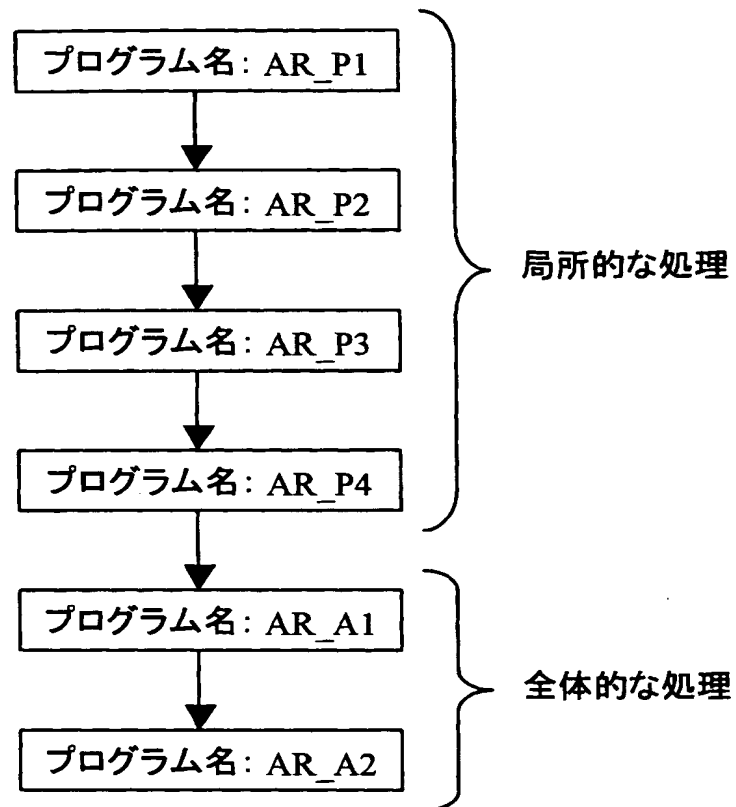 プログラム名: AR_P1
プログラム名: AR_P2
局所的な処理
プログラム名: AR_P3
プログラム名: AR_P4
プログラム名: AR_A1
全体的な処理
プログラム名: AR_A2